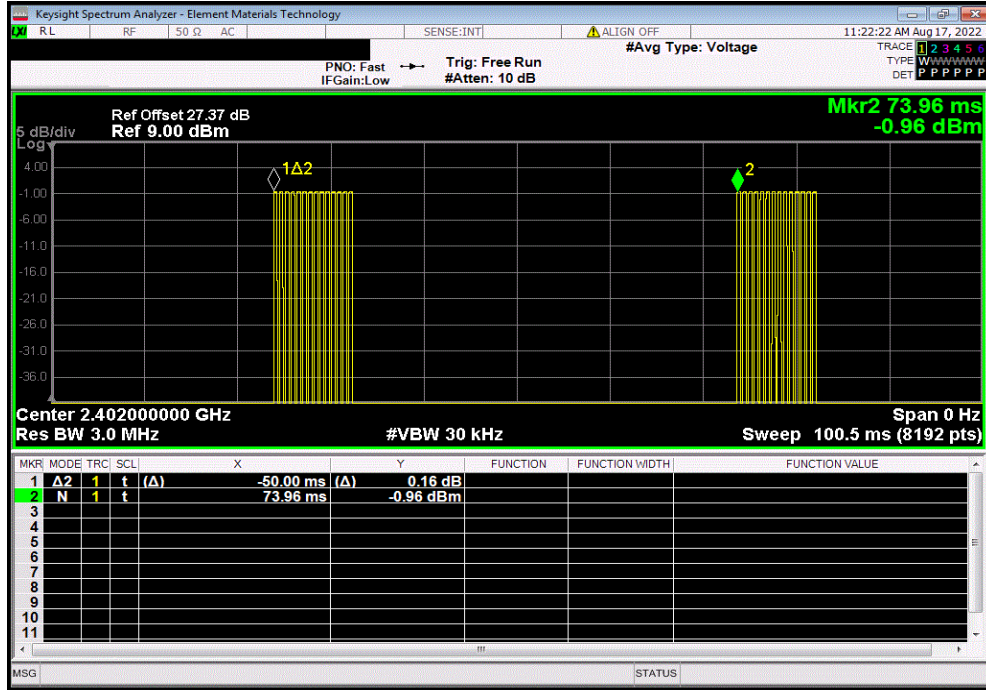 Keysight Spectrum Analyzer - Element Materials Technology
LXI RL RF 50 Ω AC SENSE:INT ALIGN OFF 11:22:22 AM Aug 17, 2022
#Avg Type: Voltage TRACE 1 2 3 4 5 6
PNO: Fast Trig: Free Run TYPE WWWWWW
IFGain:Low #Atten: 10 dB DET P P P P P P
Mkr2 73.96 ms
Ref Offset 27.37 dB
5 dB/div Ref 9.00 dBm -0.96 dBm
Log
4.00
1Δ2 2
-1.00
-6.00
-11.0
-16.0
-21.0
-26.0
-31.0
-36.0
Center 2.402000000 GHz Span 0 Hz
Res BW 3.0 MHz #VBW 30 kHz Sweep 100.5 ms (8192 pts)
MKR MODE TRC SCL X Y FUNCTION FUNCTION WIDTH FUNCTION VALUE
1 Δ2 1 t (Δ) -50.00 ms (Δ) 0.16 dB
2 N 1 t 73.96 ms -0.96 dBm
3
4
5
6
7
8
9
10
11
MSG STATUS